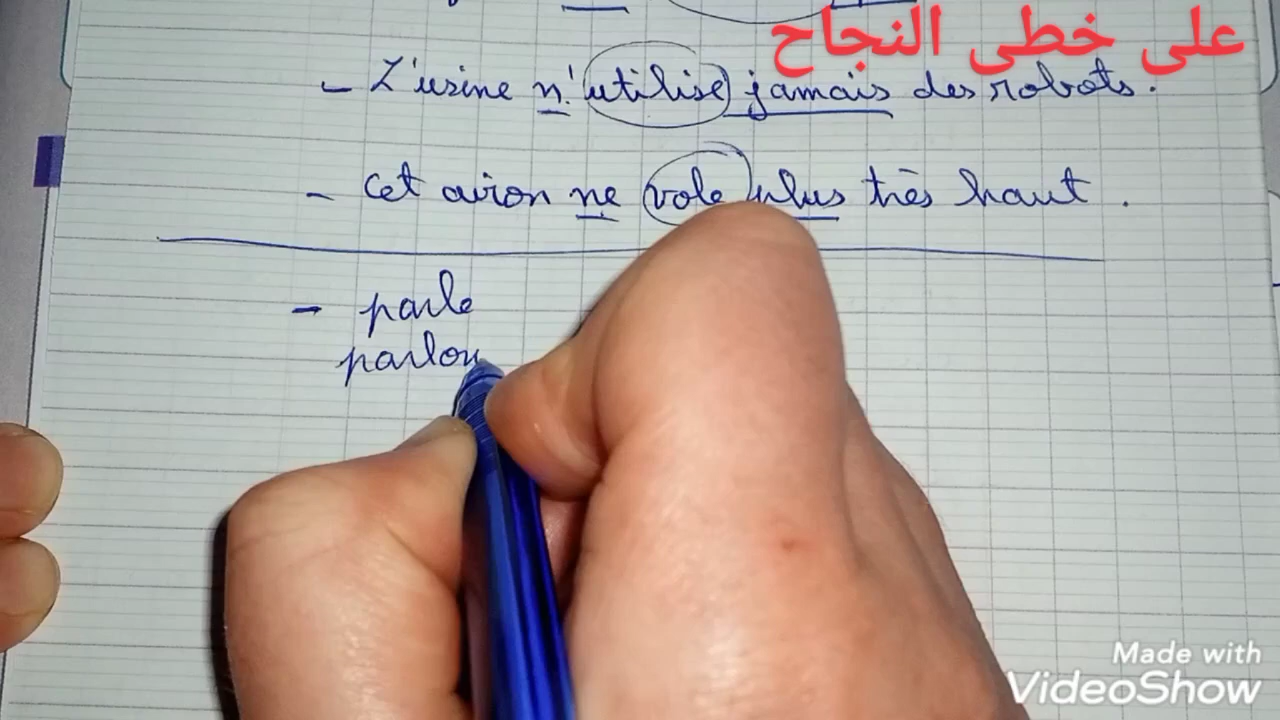 على خطى النجاح
- L'usine n'utilise jamais des robots.
- Cet avion ne vole plus très haut.
- parle
parlon
Made with
VideoShow